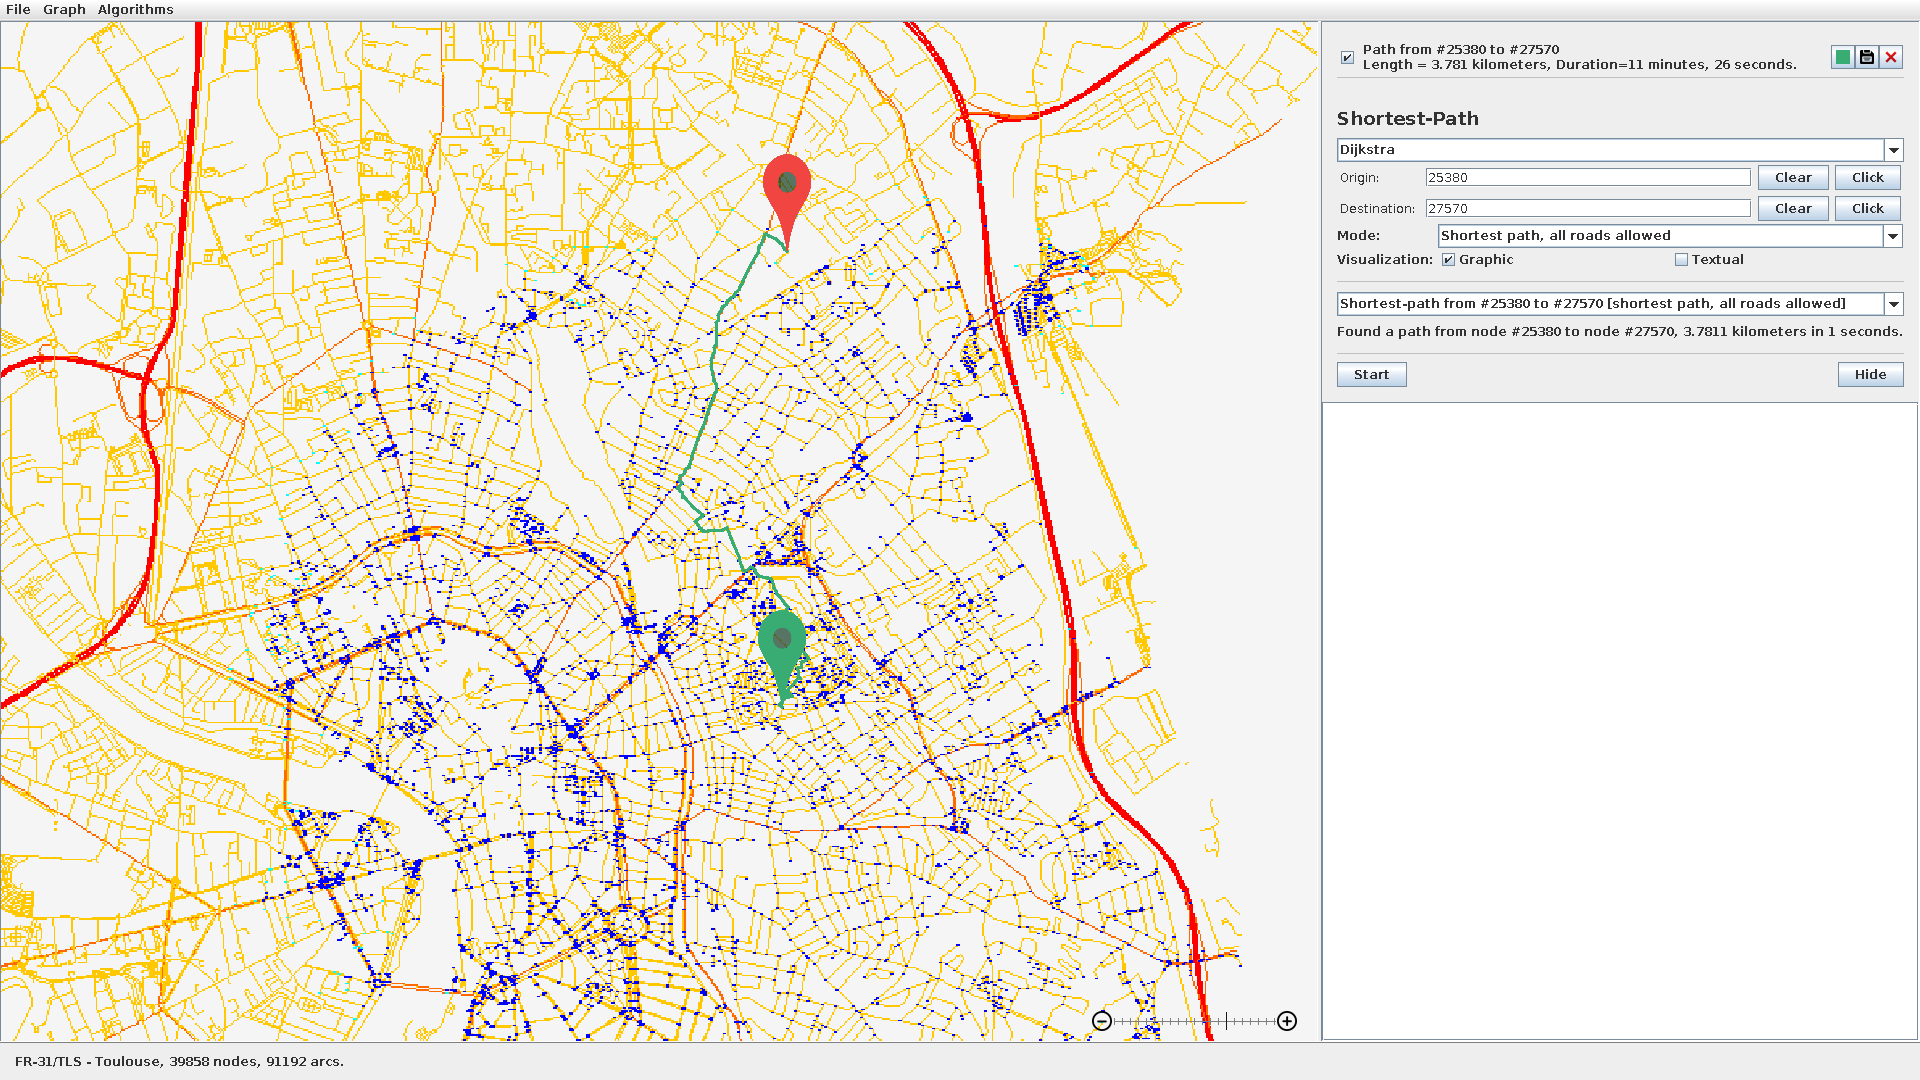 File Graph Algorithms
Path from #25380 to #27570
Length = 3.781 kilometers, Duration=11 minutes, 26 seconds.
Shortest-Path
Dijkstra
Origin: 25380 Clear Click
Destination: 27570 Clear Click
Mode: Shortest path, all roads allowed
Visualization: Graphic Textual
Shortest-path from #25380 to #27570 [shortest path, all roads allowed]
Found a path from node #25380 to node #27570, 3.7811 kilometers in 1 seconds.
Start Hide
FR-31/TLS - Toulouse, 39858 nodes, 91192 arcs.